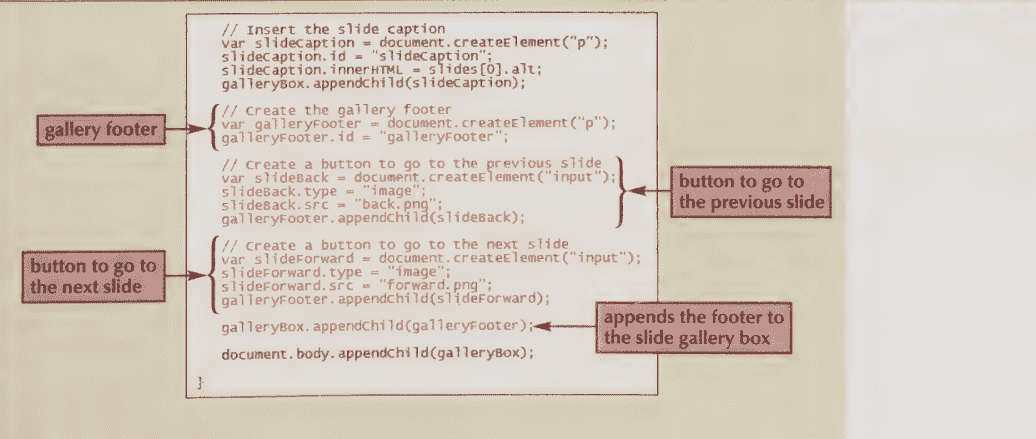 // Insert the slide caption
var slideCaption = document.createElement("p");
slideCaption.id = "slideCaption";
slideCaption.innerHTML = slides[0].alt;
galleryBox.appendChild(slideCaption);
gallery footer
// Create the gallery footer
var galleryFooter = document.createElement("p");
galleryFooter.id = "galleryFooter";
// Create a button to go to the previous slide
var slideBack = document.createElement("input");
slideBack.type = "image";
slideBack.src = "back.png";
galleryFooter.appendChild(slideBack);
button to go to
the previous slide
button to go to
the next slide
// Create a button to go to the next slide
var slideForward = document.createElement("input");
slideForward.type = "image";
slideForward.src = "forward.png";
galleryFooter.appendChild(slideForward);
galleryBox.appendChild(galleryFooter);
appends the footer to
the slide gallery box
document.body.appendChild(galleryBox);
}